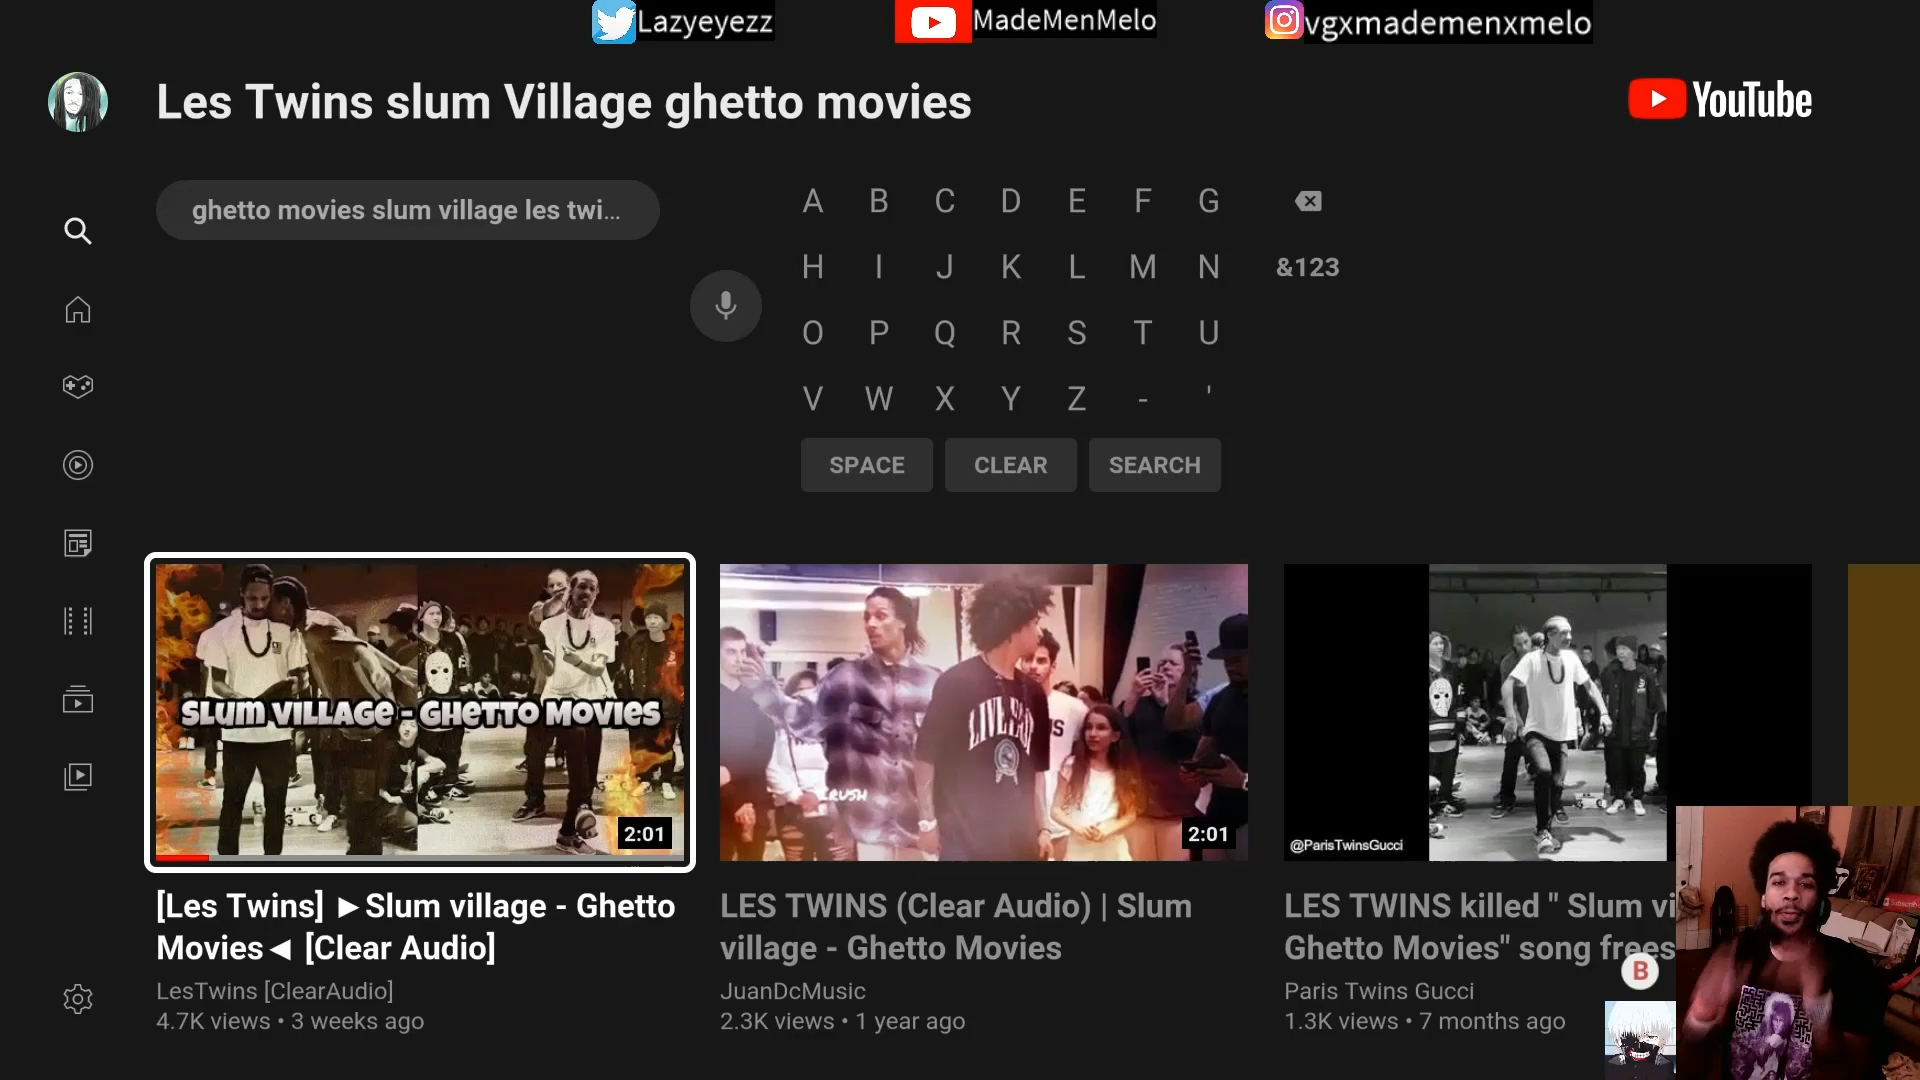 Lazyeyezz
MadeMenMelo
vgxmademenxmelo
Les Twins slum Village ghetto movies
YouTube
ghetto movies slum village les twi...
A B C D E F G
H I J K L M N &123
O P Q R S T U
V W X Y Z - '
SPACE CLEAR SEARCH
SLUM VILLAGE - GHETTO MOVIES
2:01
CRUSH
2:01
@ParisTwinsGucci
[Les Twins] ►Slum village - Ghetto
Movies◄ [Clear Audio]
LesTwins [ClearAudio]
4.7K views • 3 weeks ago
LES TWINS (Clear Audio) | Slum
village - Ghetto Movies
JuanDcMusic
2.3K views • 1 year ago
LES TWINS killed " Slum vi
Ghetto Movies" song frees
Paris Twins Gucci
1.3K views • 7 months ago
B